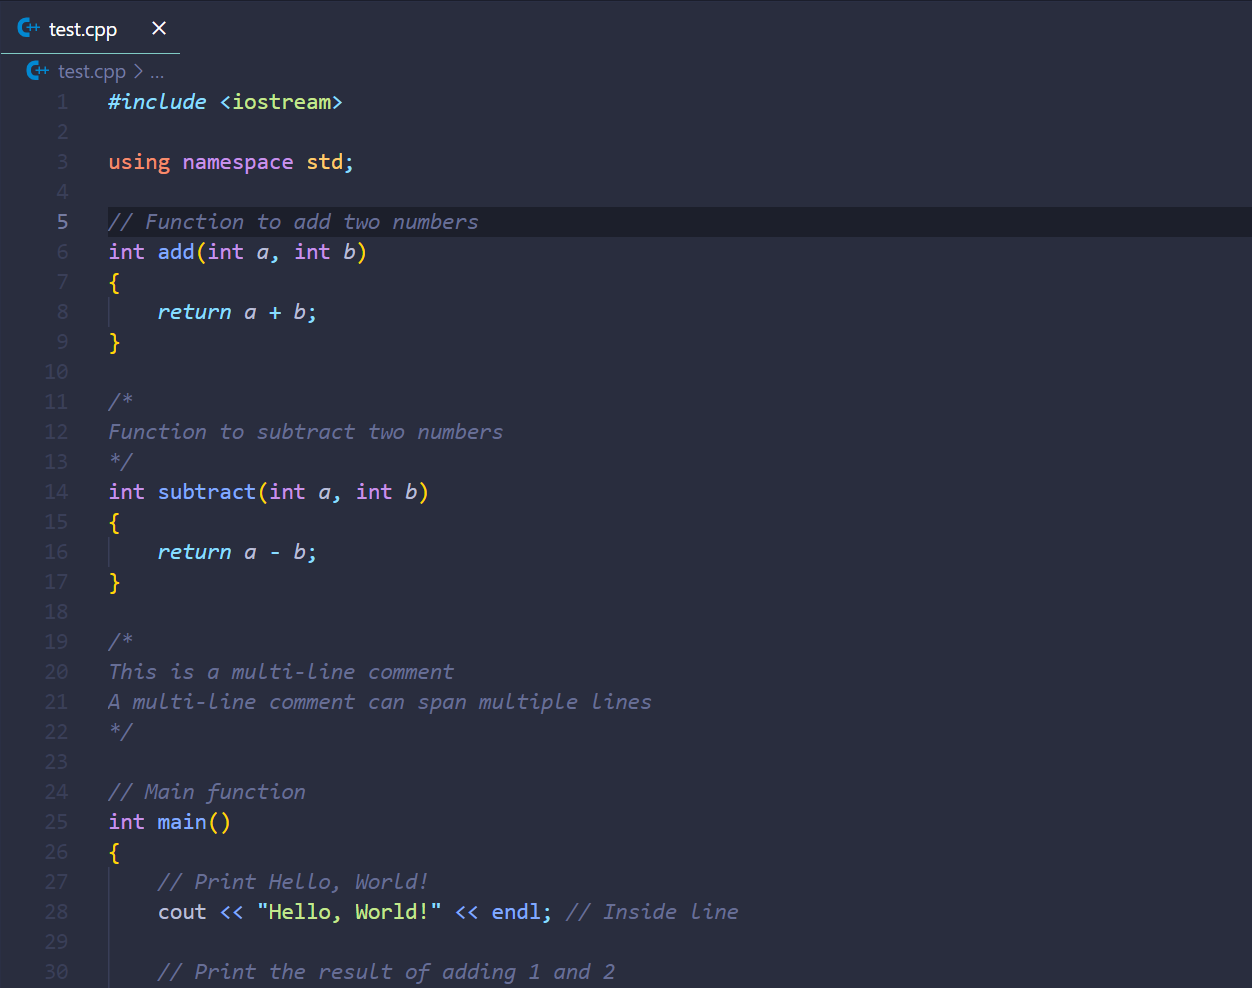 test.cpp ×
test.cpp > ...
1 #include <iostream>
2
3 using namespace std;
4
5 // Function to add two numbers
6 int add(int a, int b)
7 {
8     return a + b;
9 }
10
11 /*
12 Function to subtract two numbers
13 */
14 int subtract(int a, int b)
15 {
16     return a - b;
17 }
18
19 /*
20 This is a multi-line comment
21 A multi-line comment can span multiple lines
22 */
23
24 // Main function
25 int main()
26 {
27     // Print Hello, World!
28     cout << "Hello, World!" << endl; // Inside line
29
30     // Print the result of adding 1 and 2